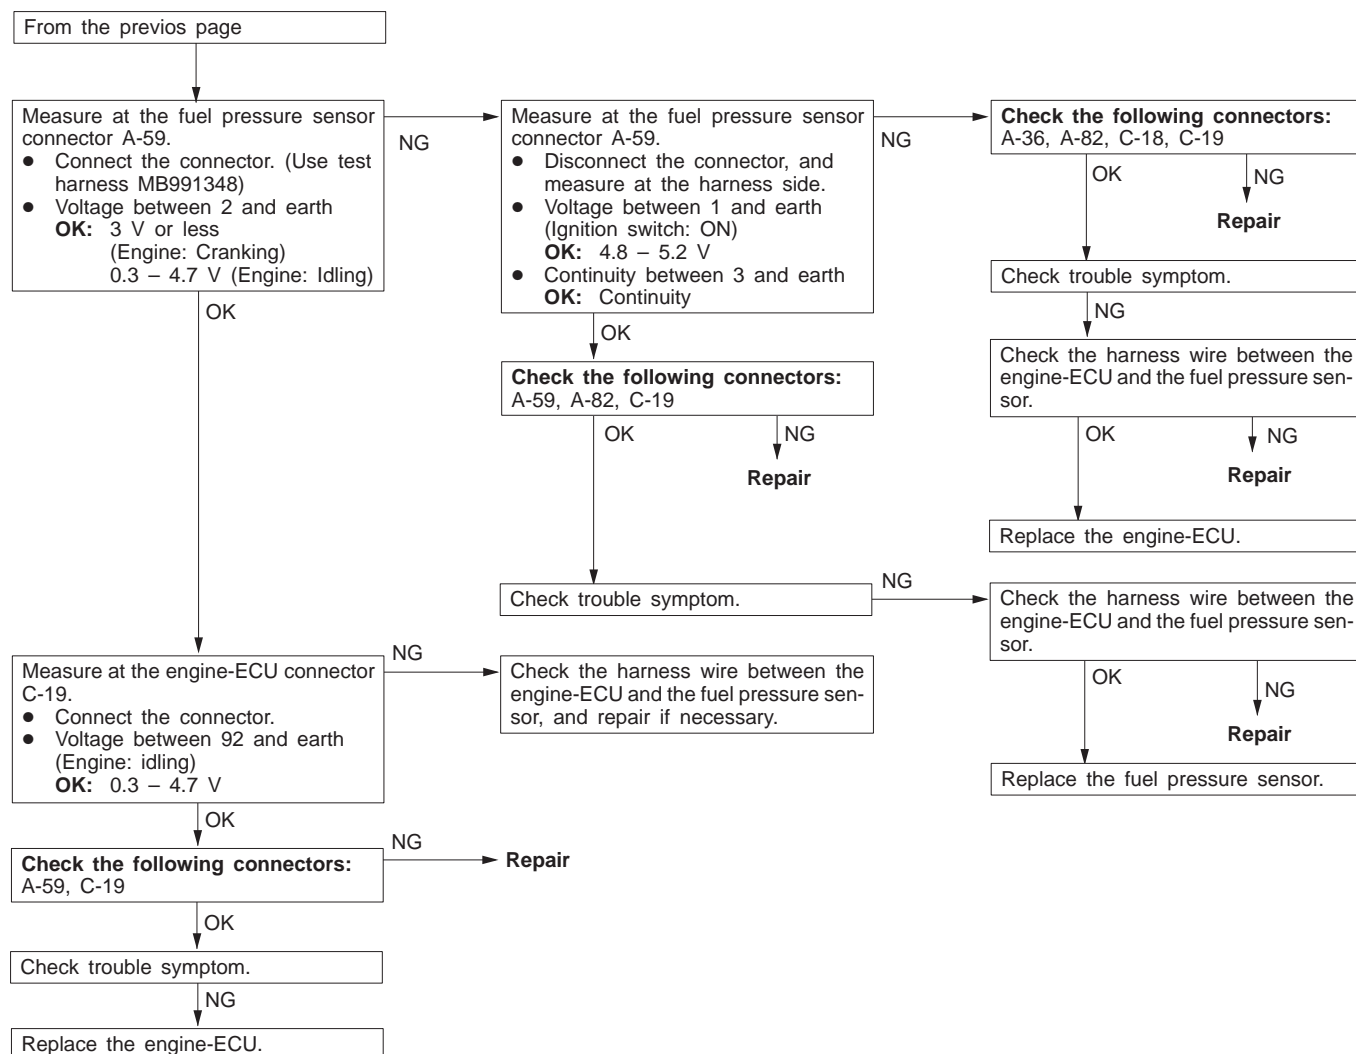 From the previos page
Measure at the fuel pressure sensor
connector A-59.
● Connect the connector. (Use test
harness MB991348)
● Voltage between 2 and earth
OK: 3 V or less
(Engine: Cranking)
0.3 – 4.7 V (Engine: Idling)
NG
OK
Measure at the fuel pressure sensor
connector A-59.
● Disconnect the connector, and
measure at the harness side.
● Voltage between 1 and earth
(Ignition switch: ON)
OK: 4.8 – 5.2 V
● Continuity between 3 and earth
OK: Continuity
NG
OK
Check the following connectors:
A-36, A-82, C-18, C-19
OK
NG
Repair
Check trouble symptom.
NG
Check the harness wire between the
engine-ECU and the fuel pressure sen-
sor.
OK
NG
Repair
Replace the engine-ECU.
Check the following connectors:
A-59, A-82, C-19
OK
NG
Repair
Check trouble symptom.
NG
Check the harness wire between the
engine-ECU and the fuel pressure sen-
sor.
OK
NG
Repair
Replace the fuel pressure sensor.
Measure at the engine-ECU connector
C-19.
● Connect the connector.
● Voltage between 92 and earth
(Engine: idling)
OK: 0.3 – 4.7 V
NG
Check the harness wire between the
engine-ECU and the fuel pressure sen-
sor, and repair if necessary.
OK
Check the following connectors:
A-59, C-19
NG
Repair
OK
Check trouble symptom.
NG
Replace the engine-ECU.